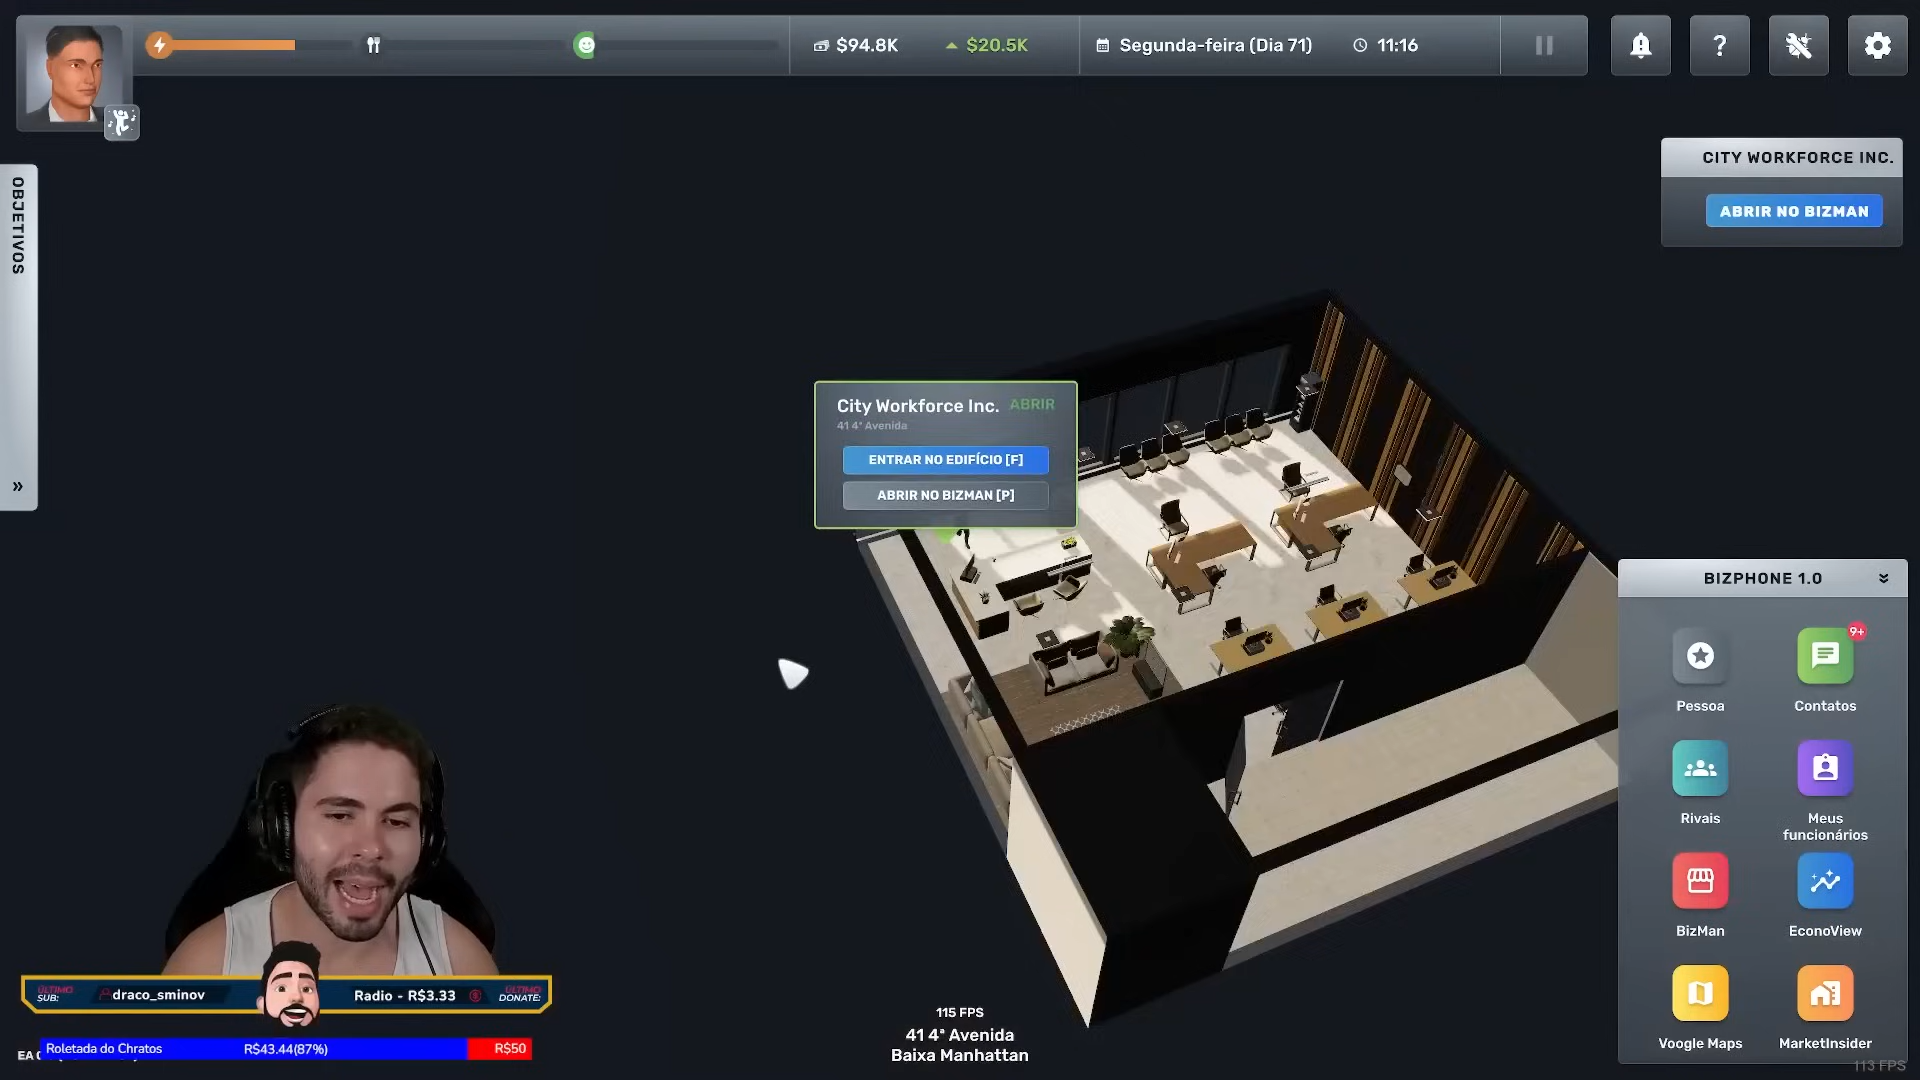 $94.8K
$20.5K
Segunda-feira (Dia 71)
11:16
?
OBJETIVOS
CITY WORKFORCE INC.
ABRIR NO BIZMAN
City Workforce Inc. ABRIR
41 4ª Avenida
ENTRAR NO EDIFÍCIO [F]
ABRIR NO BIZMAN [P]
BIZPHONE 1.0
9+
Pessoa
Contatos
Rivais
Meus
funcionários
BizMan
EconoView
Voogle Maps
MarketInsider
ÚLTIMO
SUB:
draco_sminov
Radio - R$3.33
ÚLTIMO
DONATE:
Roletada do Chratos
R$43.44(87%)
R$50
EA
115 FPS
41 4ª Avenida
Baixa Manhattan
113 FPS